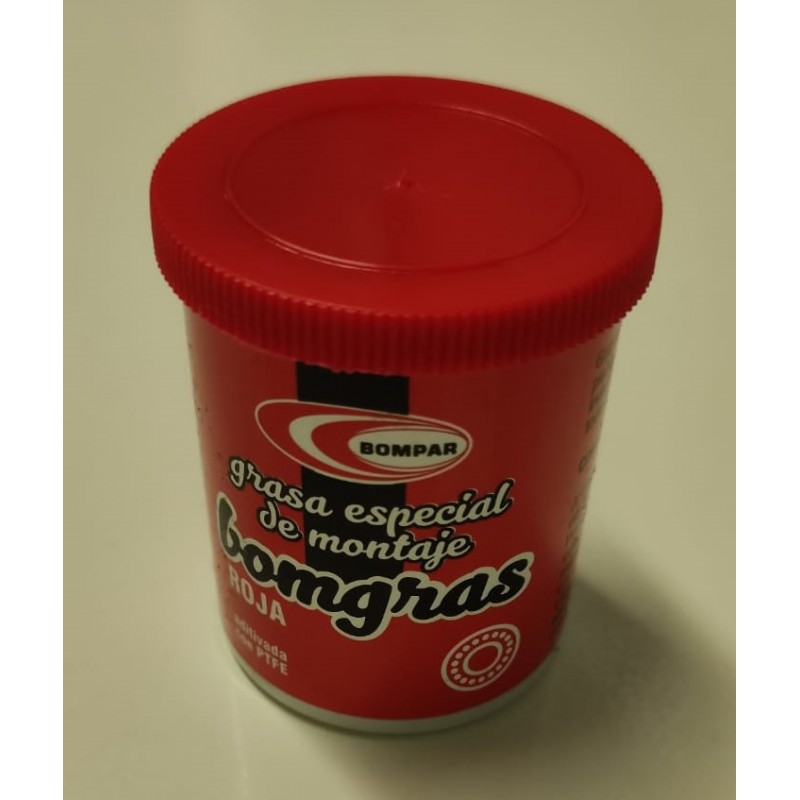 BOMPAR
grasa especial
de montaje
bomgras
ROJA
aditivada
con PTFE